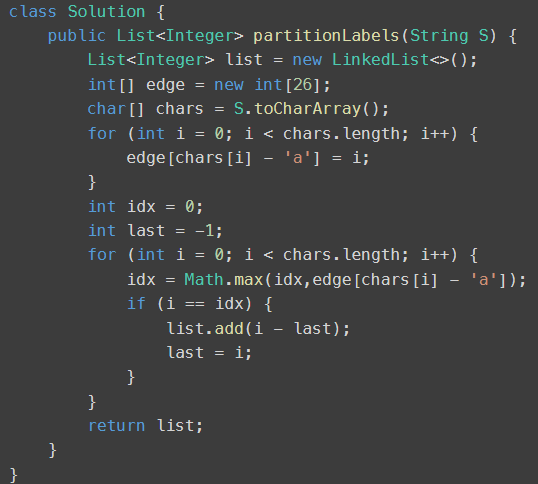 class Solution {
    public List<Integer> partitionLabels(String S) {
        List<Integer> list = new LinkedList<>();
        int[] edge = new int[26];
        char[] chars = S.toCharArray();
        for (int i = 0; i < chars.length; i++) {
            edge[chars[i] - 'a'] = i;
        }
        int idx = 0;
        int last = -1;
        for (int i = 0; i < chars.length; i++) {
            idx = Math.max(idx,edge[chars[i] - 'a']);
            if (i == idx) {
                list.add(i - last);
                last = i;
            }
        }
        return list;
    }
}